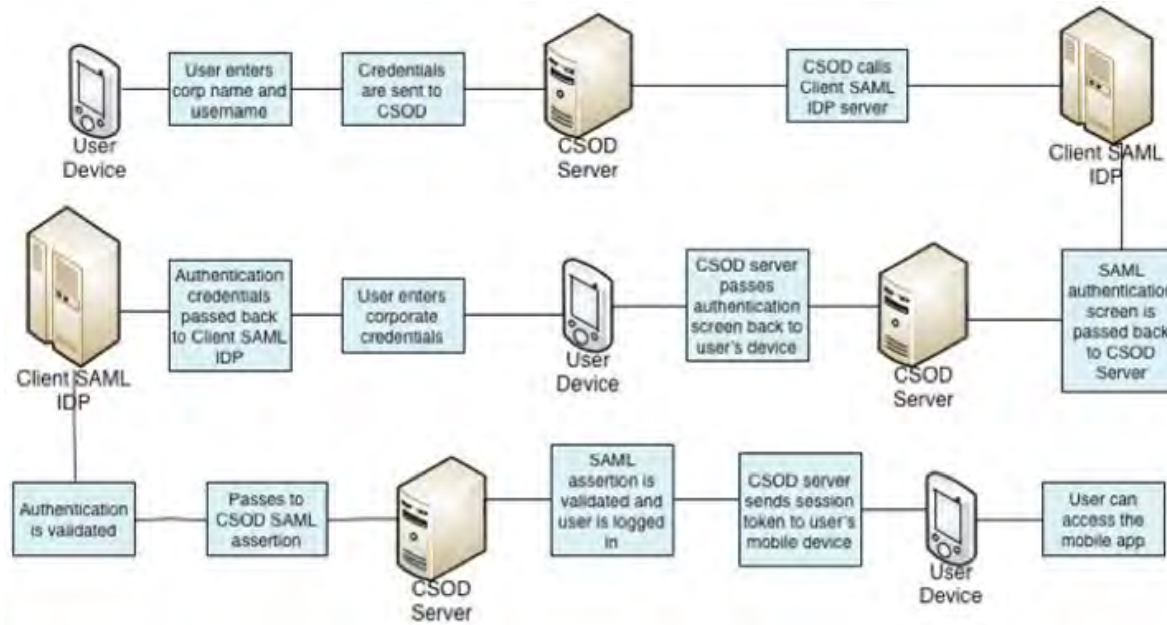 User enters
corp name and
username
Credentials
are sent to
CSOD
CSOD calls
Client SAML
IDP server
User
Device
CSOD
Server
Client SAML
IDP
Authentication
credentials
passed back
to Client SAML
IDP
User enters
corporate
credentials
CSOD server
passes
authentication
screen back to
user's device
SAML
authentication
screen is
passed back
to CSOD
Server
Client SAML
IDP
User
Device
CSOD
Server
Authentication
is validated
Passes to
CSOD SAML
assertion
SAML
assertion is
validated and
user is logged
in
CSOD server
sends session
token to user's
mobile device
User can
access the
mobile app
CSOD
Server
User
Device